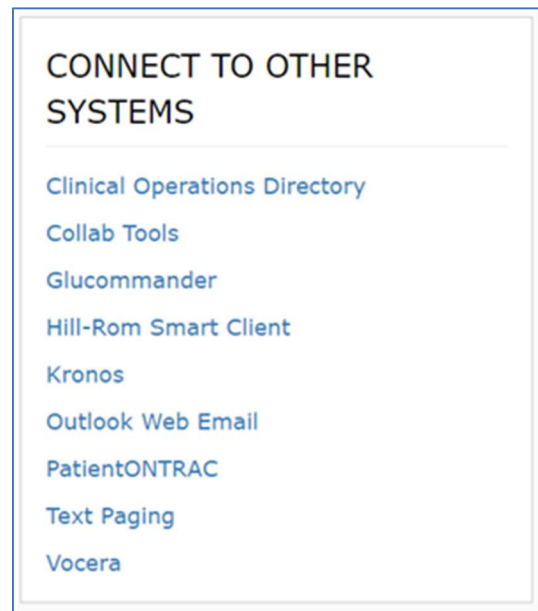 CONNECT TO OTHER
SYSTEMS
Clinical Operations Directory
Collab Tools
Glucommander
Hill-Rom Smart Client
Kronos
Outlook Web Email
PatientONTRAC
Text Paging
Vocera